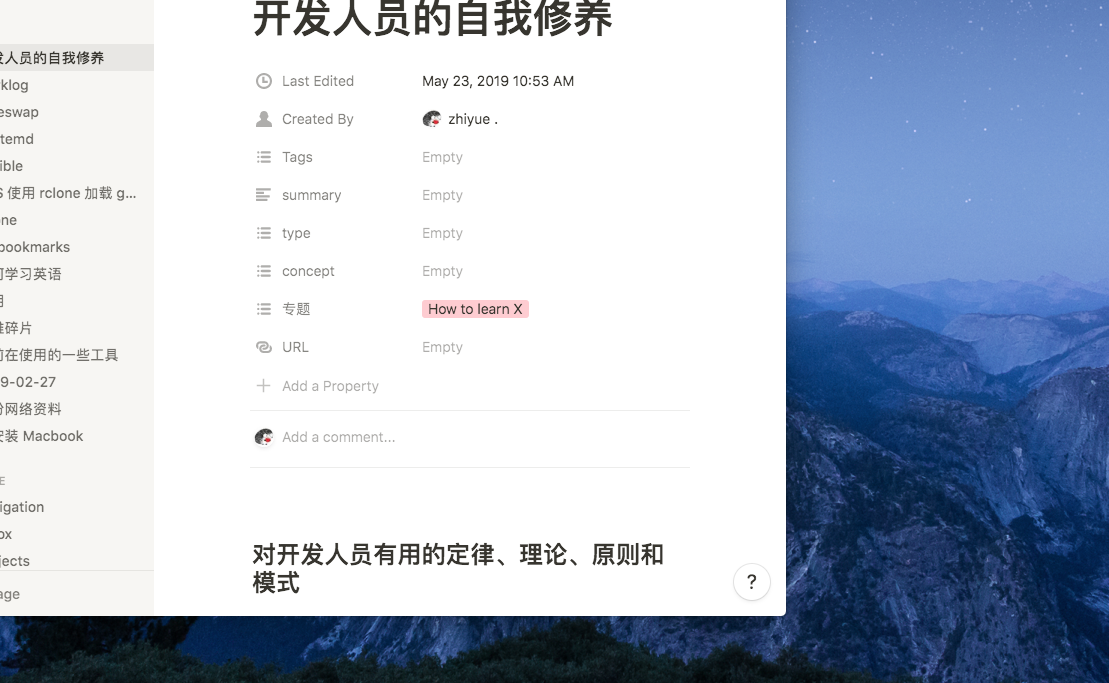 开发人员的自我修养
发人员的自我修养
klog
eswap
temd
ible
S 使用 rclone 加载 g...
ne
bookmarks
可学习英语
用
维碎片
前在使用的一些工具
9-02-27
份网络资料
安装 Macbook
E
igation
ox
jects
age
Last Edited May 23, 2019 10:53 AM
Created By zhiyue .
Tags Empty
summary Empty
type Empty
concept Empty
专题 How to learn X
URL Empty
Add a Property
Add a comment...
对开发人员有用的定律、理论、原则和
模式
?